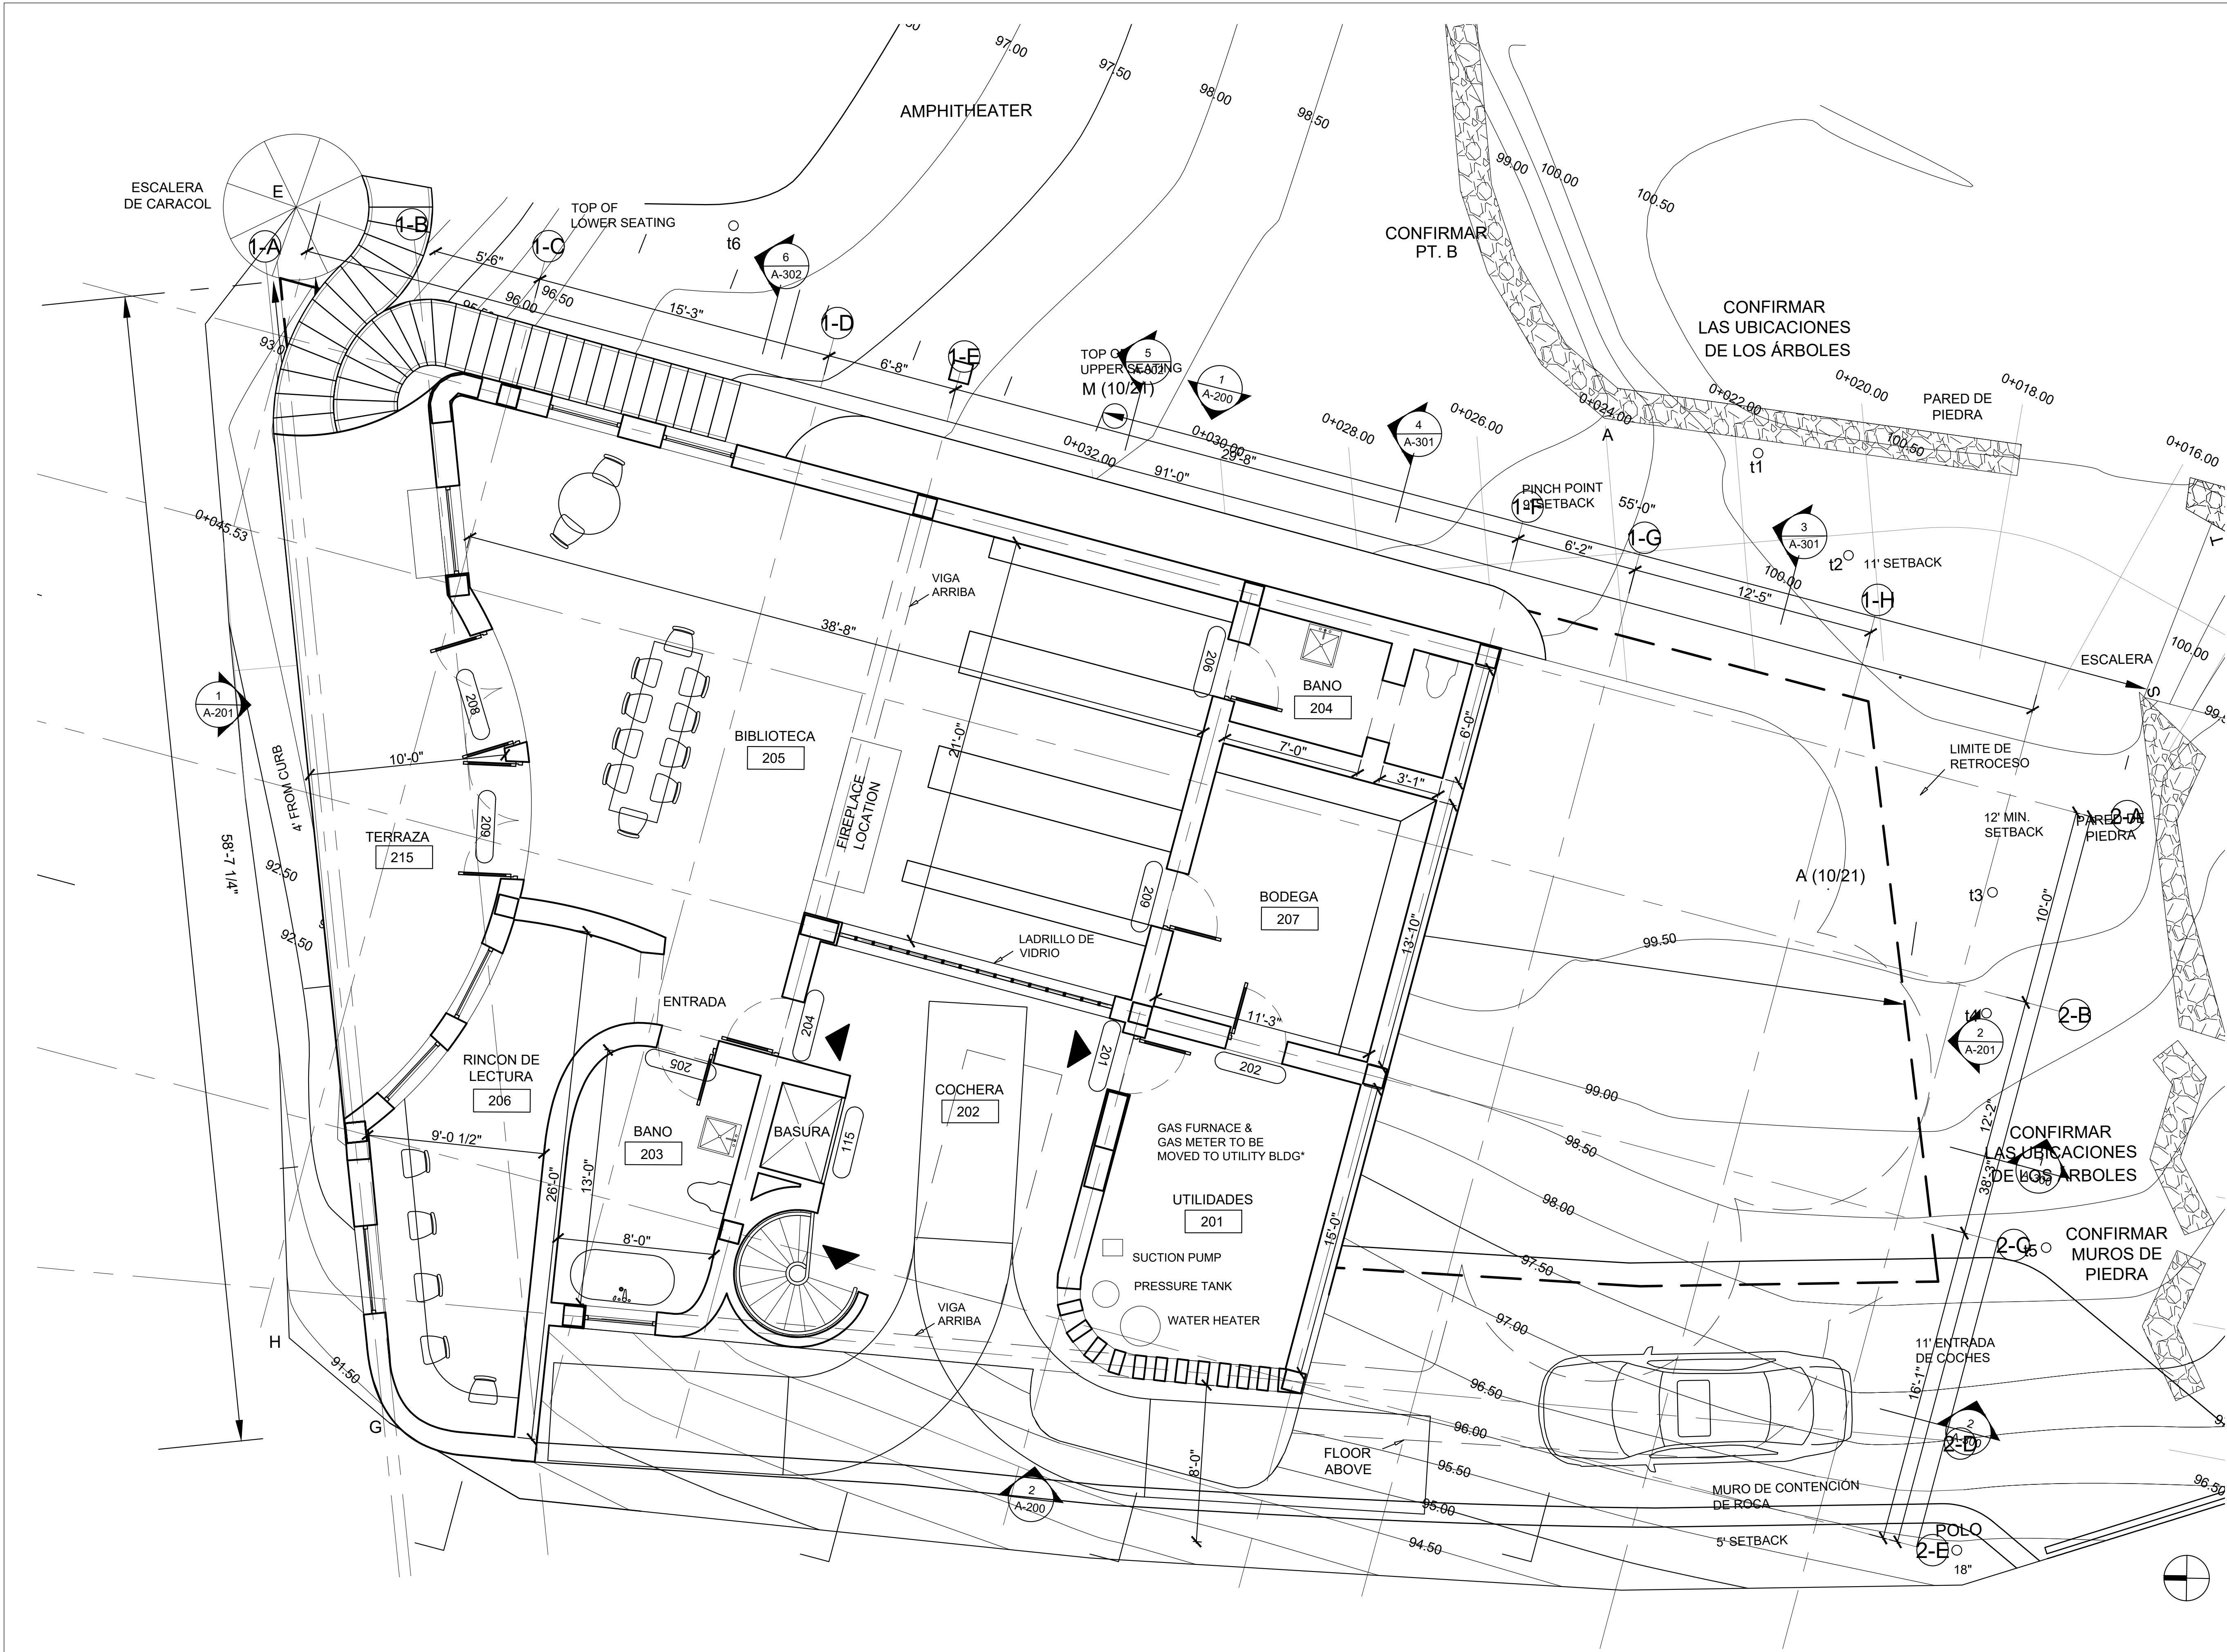 97.00
97.50
98.00
98.50
AMPHITHEATER
99.00
100.00
100.50
ESCALERA
DE CARACOL
E
1-A
1-B
1-C
TOP OF
LOWER SEATING
t6
6
A-302
5'-6"
96.00
96.50
15'-3"
1-D
6'-8"
1-E
93.0
TOP OF
UPPER SEATING
M (10/21)
5
A-302
1
A-200
CONFIRMAR
PT. B
CONFIRMAR
LAS UBICACIONES
DE LOS ÁRBOLES
0+032.00
0+030.00
0+028.00
0+026.00
0+024.00
0+022.00
0+020.00
0+018.00
0+016.00
29'-8"
91'-0"
4
A-301
A
PARED DE
PIEDRA
100.50
t1
PINCH POINT
9' SETBACK
1-F
55'-0"
1-G
6'-2"
3
A-301
t2
11' SETBACK
100.00
12'-5"
1-H
T
ESCALERA
100.00
S
0+045.53
VIGA
ARRIBA
38'-8"
21'-0"
206
BANO
204
6'-0"
7'-0"
3'-1"
1
A-201
4' FROM CURB
10'-0"
208
209
BIBLIOTECA
205
FIREPLACE
LOCATION
TERRAZA
215
58'-7 1/4"
92.50
92.50
LIMITE DE
RETROCESO
12' MIN.
SETBACK
PARED DE
PIEDRA
2-A
A (10/21)
t3
10'-0"
209
BODEGA
207
13'-10"
99.50
LADRILLO DE
VIDRIO
ENTRADA
204
205
11'-3"
201
202
t4
2
A-201
2-B
RINCON DE
LECTURA
206
COCHERA
202
BANO
203
BASURA
115
9'-0 1/2"
26'-0"
13'-0"
8'-0"
GAS FURNACE &
GAS METER TO BE
MOVED TO UTILITY BLDG*
UTILIDADES
201
SUCTION PUMP
PRESSURE TANK
WATER HEATER
15'-0"
99.00
98.50
98.00
97.50
97.00
96.50
96.00
95.50
95.00
94.50
12'-2"
38'-3"
CONFIRMAR
LAS UBICACIONES
DE LOS ARBOLES
2-C
t5
CONFIRMAR
MUROS DE
PIEDRA
VIGA
ARRIBA
H
91.50
G
11' ENTRADA
DE COCHES
16'-1"
2
2-D
8'-0"
2
A-200
FLOOR
ABOVE
MURO DE CONTENCIÓN
DE ROCA
5' SETBACK
96.50
POLO
2-E
18"